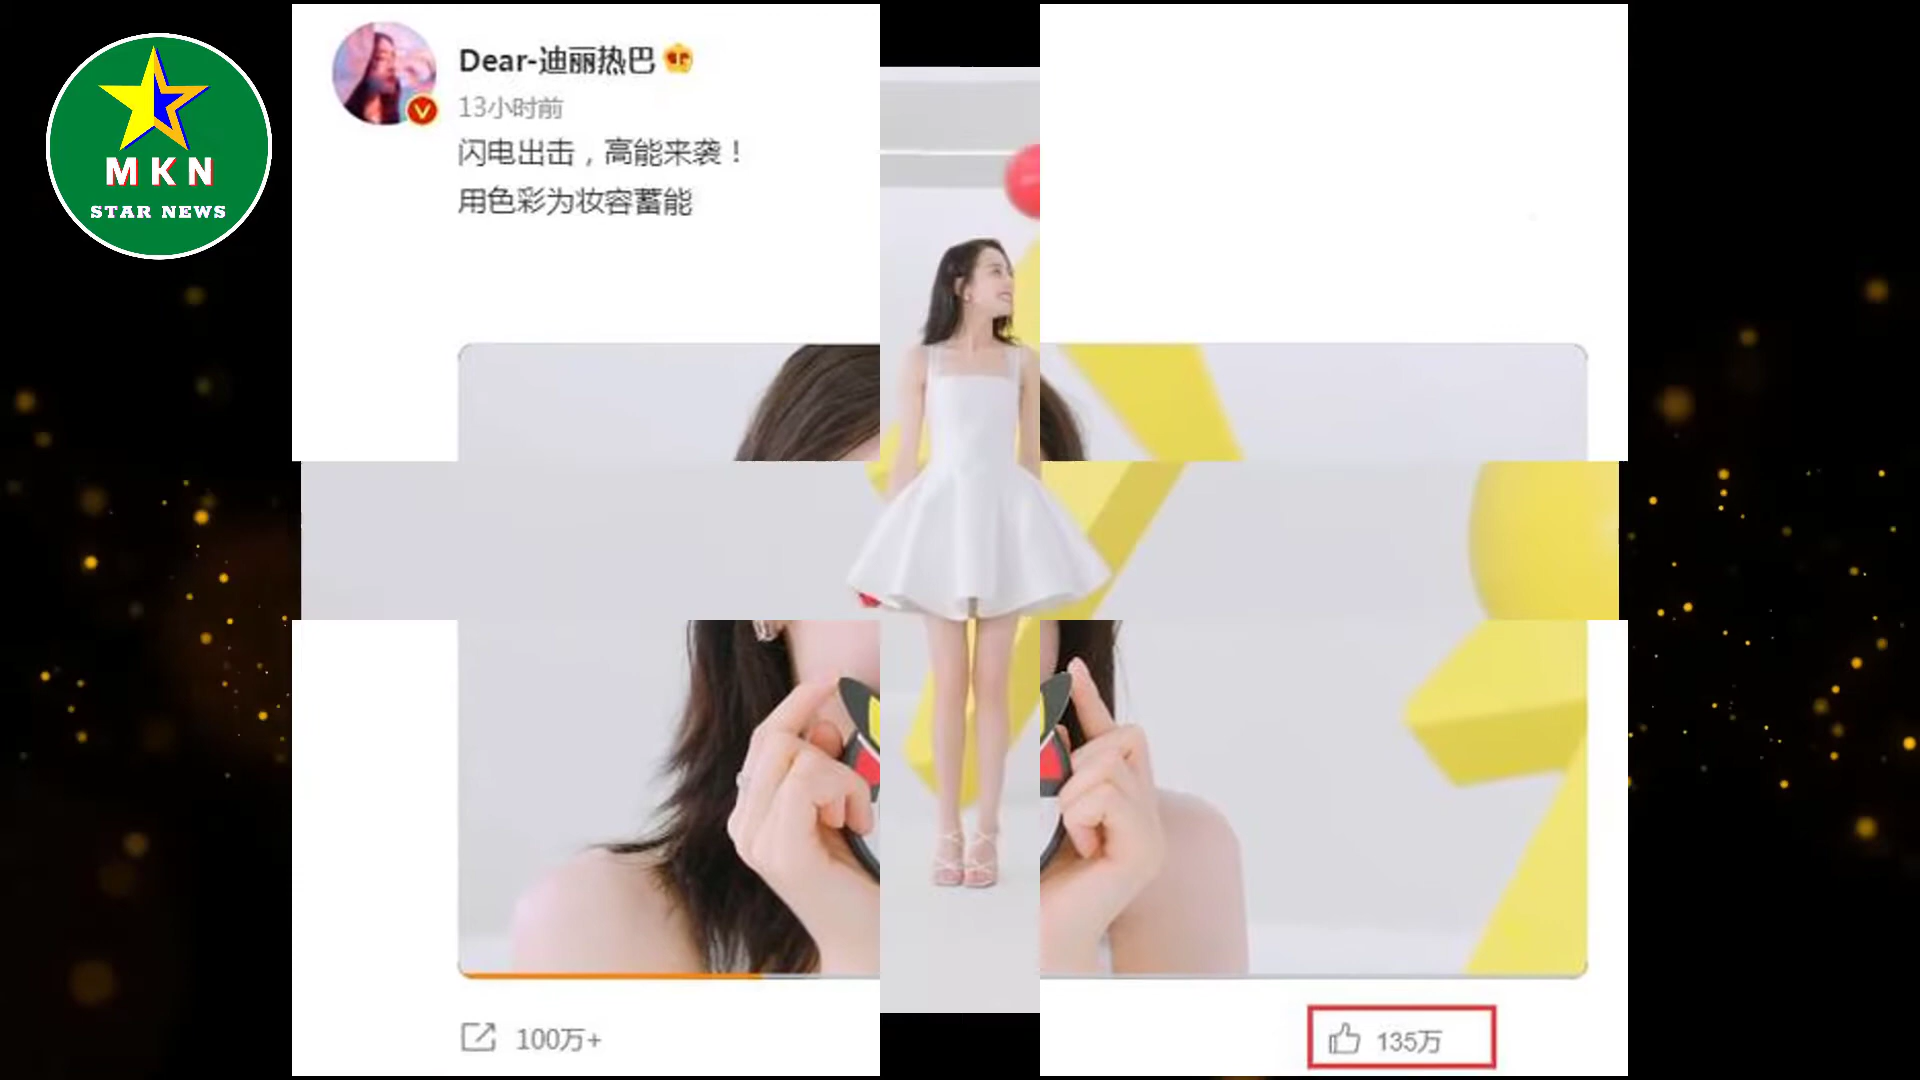 MKN
STAR NEWS
Dear-迪丽热巴
13小时前
闪电出击，高能来袭！
用色彩为妆容蓄能
100万+
135万